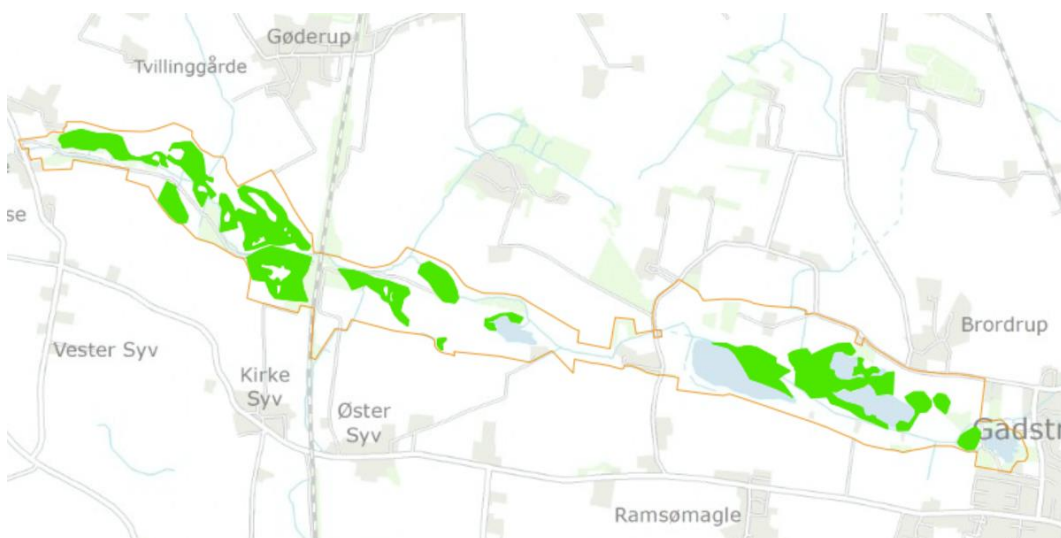 Gøderup
Tvillinggårde
se
Brordrup
Vester Syv
Kirke
Syv
Øster
Syv
Gadstr
Ramsømagle